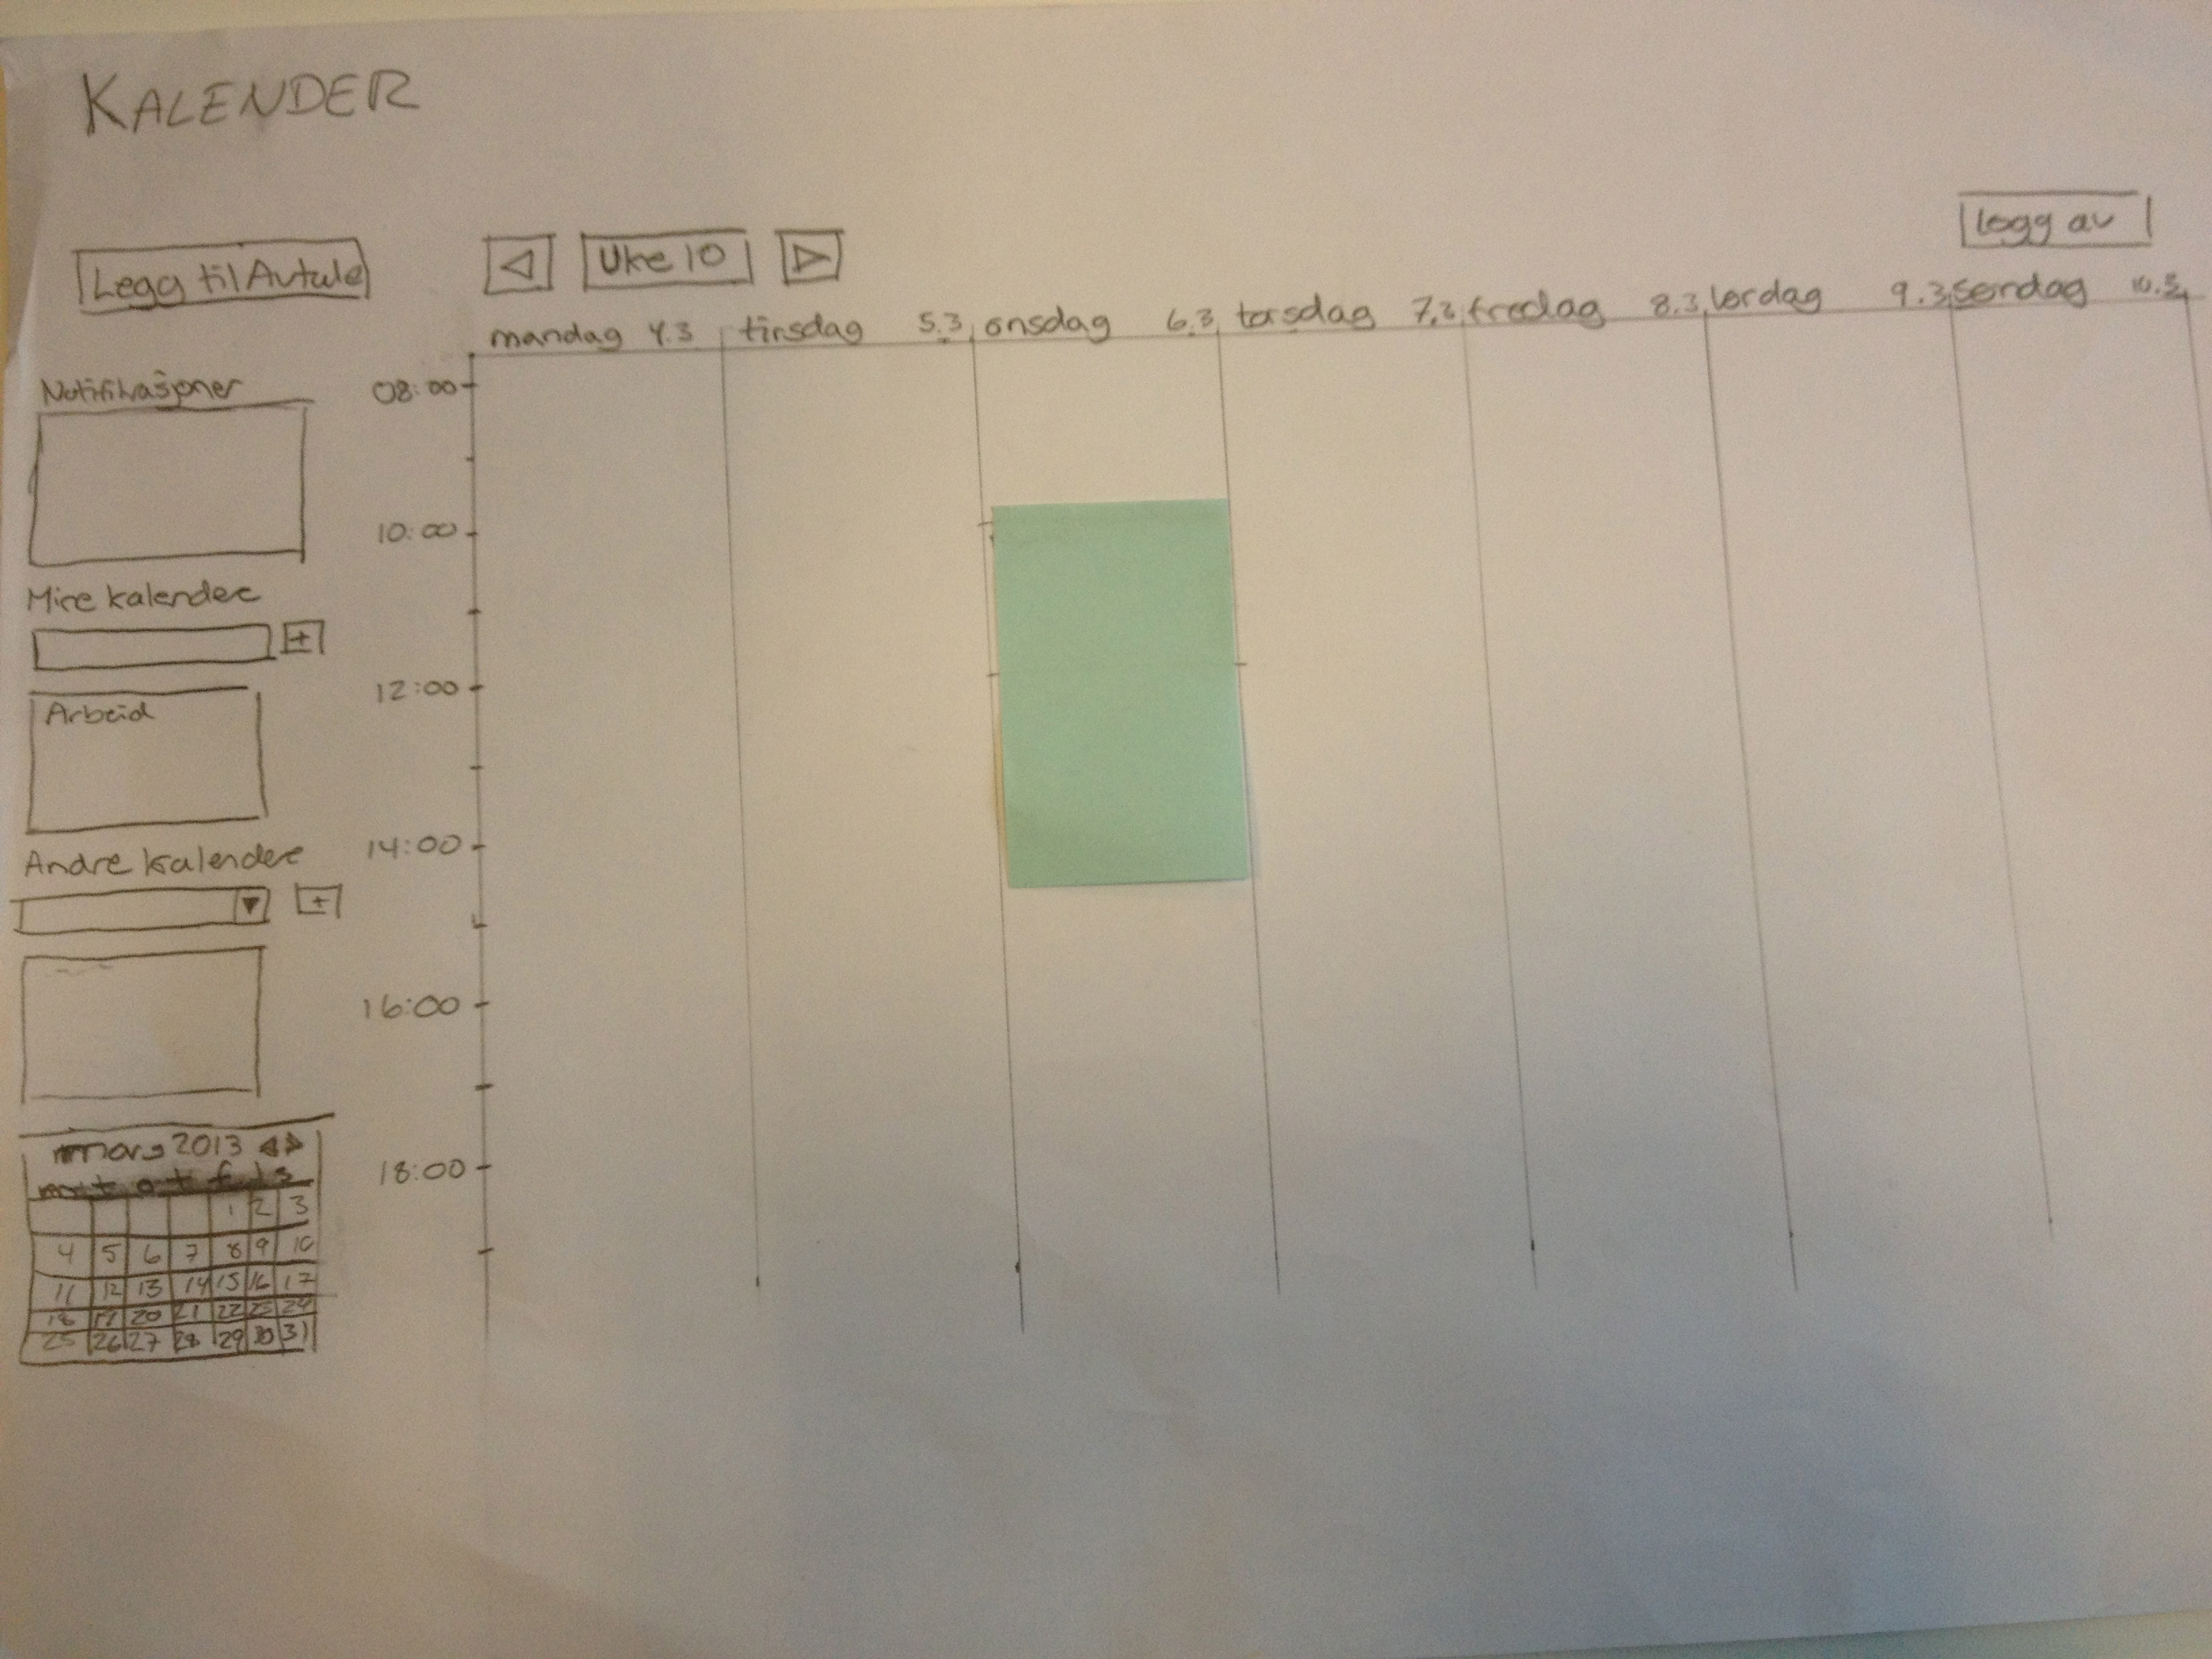 KALENDER
logg av
Legg til Avtale
Uke 10
mandag 4.3 tirsdag 5.3 onsdag 6.3 torsdag 7.3 fredag 8.3 lørdag 9.3 søndag 10.3
Notifikasjoner
08:00
10:00
Mine kalendere
+
12:00
Arbeid
14:00
Andre kalendere
+
16:00
mars 2013
m t o t f l s
18:00
1 2 3
4 5 6 7 8 9 10
11 12 13 14 15 16 17
18 19 20 21 22 23 24
25 26 27 28 29 30 31